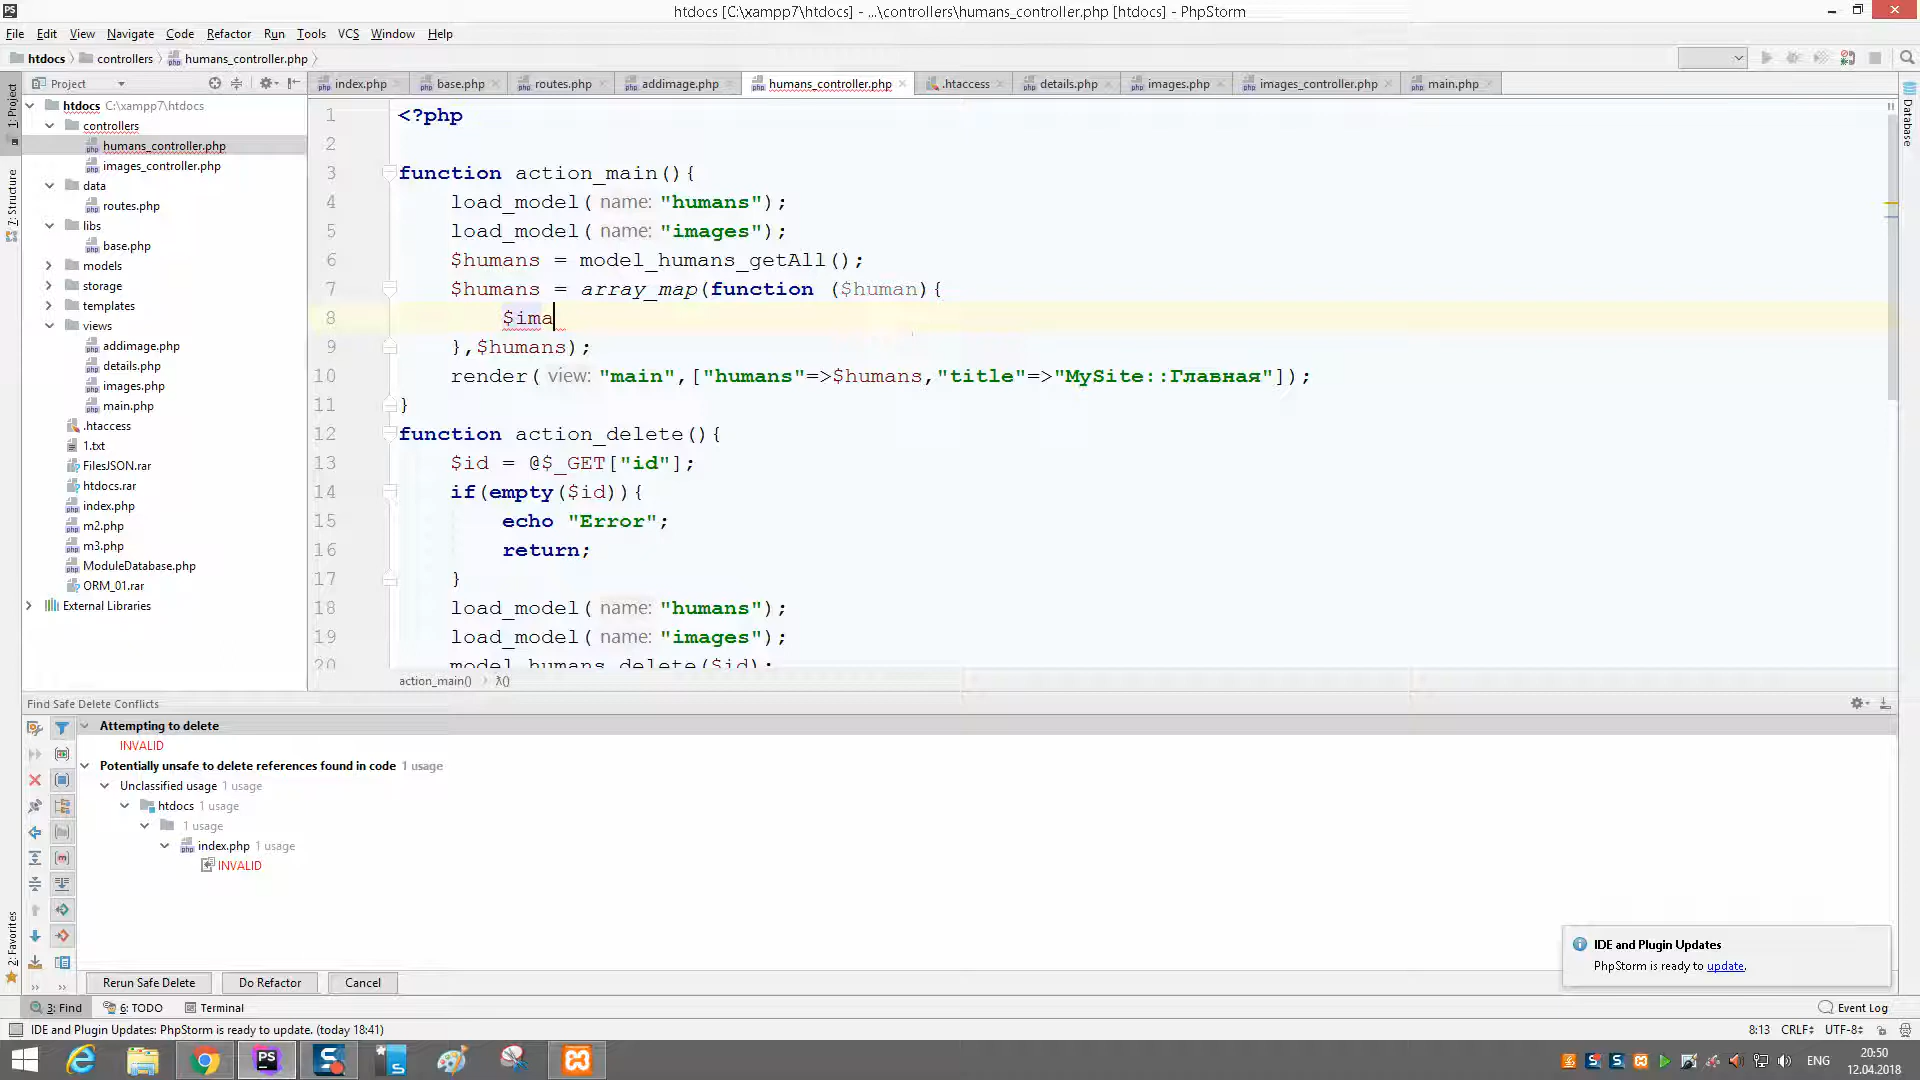 htdocs [C:\xampp7\htdocs] - ...\controllers\humans_controller.php [htdocs] - PhpStorm
File Edit View Navigate Code Refactor Run Tools VCS Window Help
htdocs controllers humans_controller.php
Project
index.php base.php routes.php addimage.php humans_controller.php .htaccess details.php images.php images_controller.php main.php
1: Project
7: Structure
2: Favorites
Database
htdocs C:\xampp7\htdocs
controllers
humans_controller.php
images_controller.php
data
routes.php
libs
base.php
models
storage
templates
views
addimage.php
details.php
images.php
main.php
.htaccess
1.txt
FilesJSON.rar
htdocs.rar
index.php
m2.php
m3.php
ModuleDatabase.php
ORM_01.rar
External Libraries
1 <?php
2
3 function action_main(){
4 load_model( name: "humans");
5 load_model( name: "images");
6 $humans = model_humans_getAll();
7 $humans = array_map(function ($human){
8 $ima
9 },$humans);
10 render( view: "main",["humans"=>$humans,"title"=>"MySite::Главная"]);
11 }
12 function action_delete(){
13 $id = @$_GET["id"];
14 if(empty($id)){
15 echo "Error";
16 return;
17 }
18 load_model( name: "humans");
19 load_model( name: "images");
20 model_humans_delete($id);
action_main() λ()
Find Safe Delete Conflicts
Attempting to delete
INVALID
Potentially unsafe to delete references found in code 1 usage
Unclassified usage 1 usage
htdocs 1 usage
1 usage
index.php 1 usage
INVALID
Rerun Safe Delete Do Refactor Cancel
IDE and Plugin Updates
PhpStorm is ready to update.
3: Find 6: TODO Terminal Event Log
IDE and Plugin Updates: PhpStorm is ready to update. (today 18:41) 8:13 CRLF UTF-8
ENG
20:50
12.04.2018